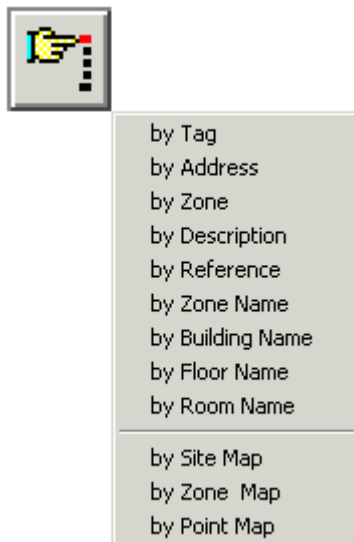 by Tag
by Address
by Zone
by Description
by Reference
by Zone Name
by Building Name
by Floor Name
by Room Name
by Site Map
by Zone  Map
by Point Map